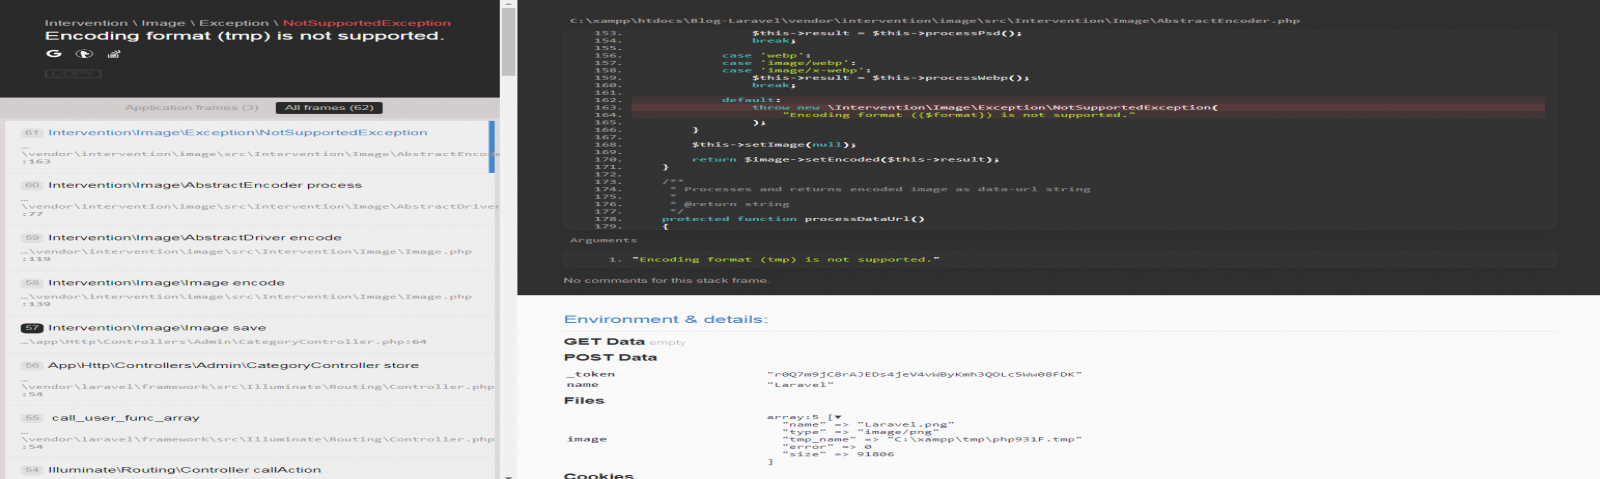 Intervention \ Image \ Exception \ NotSupportedException
Encoding format (tmp) is not supported.
Application frames (3) All frames (62)
61 Intervention\Image\Exception\NotSupportedException
…
\vendor\intervention\image\src\Intervention\Image\AbstractEncode
:163
60 Intervention\Image\AbstractEncoder process
…
\vendor\intervention\image\src\Intervention\Image\AbstractDriver
:77
59 Intervention\Image\AbstractDriver encode
…\vendor\intervention\image\src\Intervention\Image\Image.php
:119
58 Intervention\Image\Image encode
…\vendor\intervention\image\src\Intervention\Image\Image.php
:139
57 Intervention\Image\Image save
…\app\Http\Controllers\Admin\CategoryController.php:64
56 App\Http\Controllers\Admin\CategoryController store
…
\vendor\laravel\framework\src\Illuminate\Routing\Controller.php
:54
55 call_user_func_array
…
\vendor\laravel\framework\src\Illuminate\Routing\Controller.php
:54
54 Illuminate\Routing\Controller callAction
C:\xampp\htdocs\Blog-Laravel\vendor\intervention\image\src\Intervention\Image\AbstractEncoder.php
153. $this->result = $this->processPsd();
154. break;
155.
156. case 'webp':
157. case 'image/webp':
158. case 'image/x-webp':
159. $this->result = $this->processWebp();
160. break;
161.
162. default:
163. throw new \Intervention\Image\Exception\NotSupportedException(
164. "Encoding format ({$format}) is not supported."
165. );
166. }
167.
168. $this->setImage(null);
169.
170. return $image->setEncoded($this->result);
171. }
172.
173. /**
174. * Processes and returns encoded image as data-url string
175. *
176. * @return string
177. */
178. protected function processDataUrl()
179. {
Arguments
1. "Encoding format (tmp) is not supported."
No comments for this stack frame.
Environment & details:
GET Data empty
POST Data
_token "r0Q7m9jC8rAJEDs4jeV4vWByKmh3QOLc5Ww08FDK"
name "Laravel"
Files
image array:5 [▼
"name" => "Laravel.png"
"type" => "image/png"
"tmp_name" => "C:\xampp\tmp\php931F.tmp"
"error" => 0
"size" => 91806
]
Cookies